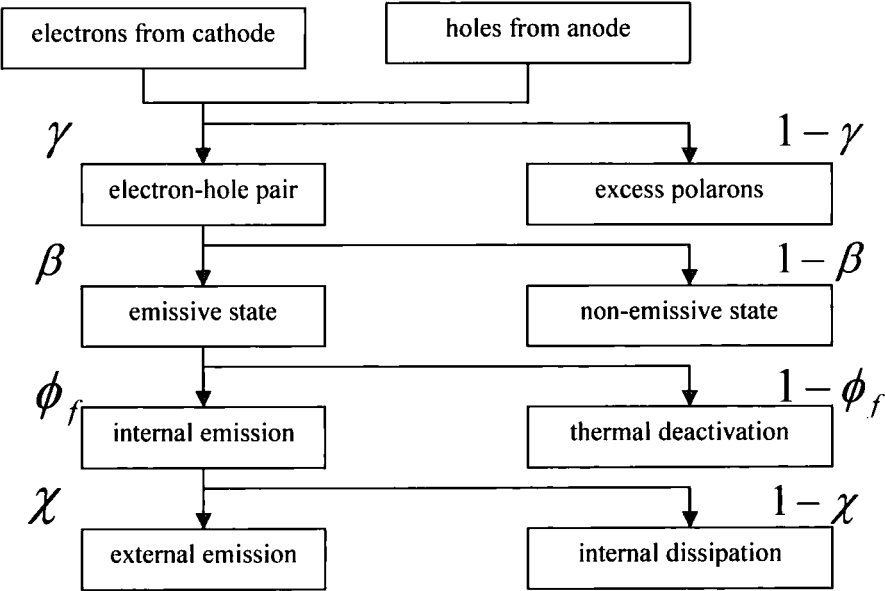 electrons from cathode
holes from anode
γ
1 − γ
electron-hole pair
excess polarons
β
1 − β
emissive state
non-emissive state
ϕf
1 − ϕf
internal emission
thermal deactivation
χ
1 − χ
external emission
internal dissipation